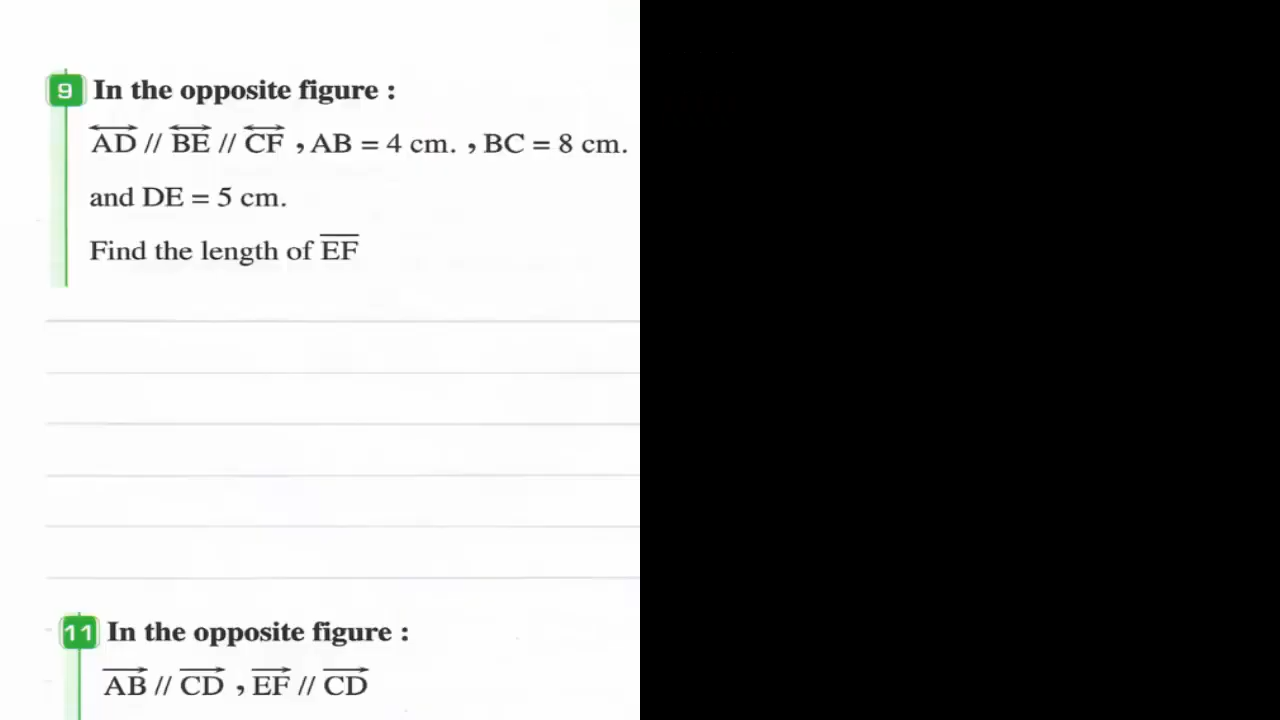 9 In the opposite figure :
AD // BE // CF , AB = 4 cm. , BC = 8 cm.
and DE = 5 cm.
Find the length of EF
11 In the opposite figure :
AB // CD , EF // CD